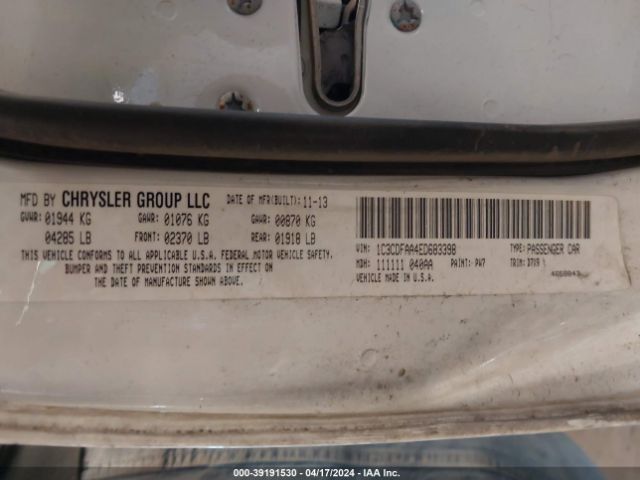 MFD BY CHRYSLER GROUP LLC DATE OF MFR(BUILT): 11-13
GVWR: 01944 KG GAWR: 01076 KG GAWR: 00870 KG
04285 LB FRONT: 02370 LB REAR: 01918 LB
THIS VEHICLE CONFORMS TO ALL APPLICABLE U.S.A. FEDERAL MOTOR VEHICLE SAFETY,
BUMPER AND THEFT PREVENTION STANDARDS IN EFFECT ON
THE DATE OF MANUFACTURE SHOWN ABOVE.
VIN: 1C3CDFAA4ED683398 TYPE: PASSENGER CAR
MDH: 111111 040AA PAINT: PW7 TRIM: D7X9
VEHICLE MADE IN U.S.A.
00-39191530 - 04/17/2024 - IAA Inc.